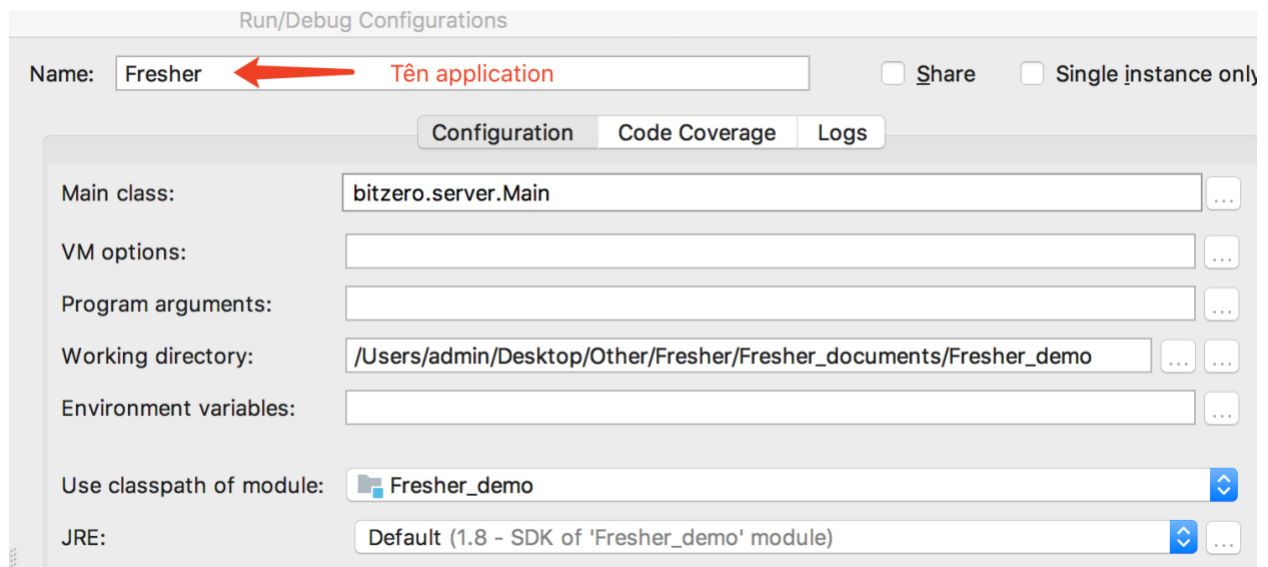 Run/Debug Configurations
Name: Fresher Tên application Share Single instance only
Configuration Code Coverage Logs
Main class: bitzero.server.Main ...
VM options: ...
Program arguments: ...
Working directory: /Users/admin/Desktop/Other/Fresher/Fresher_documents/Fresher_demo ... ...
Environment variables: ...
Use classpath of module: Fresher_demo
JRE: Default (1.8 - SDK of 'Fresher_demo' module) ...